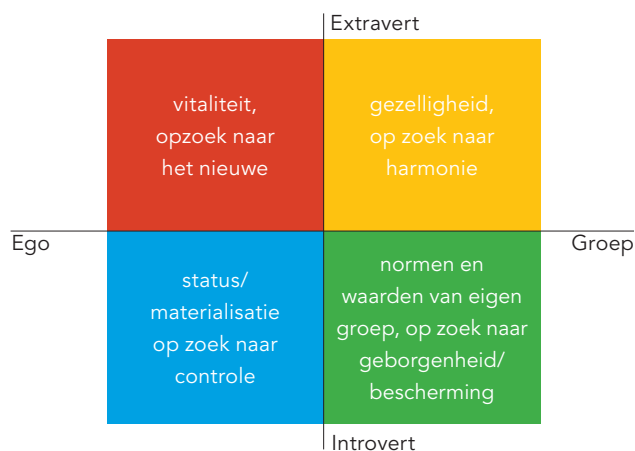 Extravert
vitaliteit,
opzoek naar
het nieuwe
gezelligheid,
op zoek naar
harmonie
Ego
Groep
status/
materialisatie
op zoek naar
controle
normen en
waarden van eigen
groep, op zoek naar
geborgenheid/
bescherming
Introvert